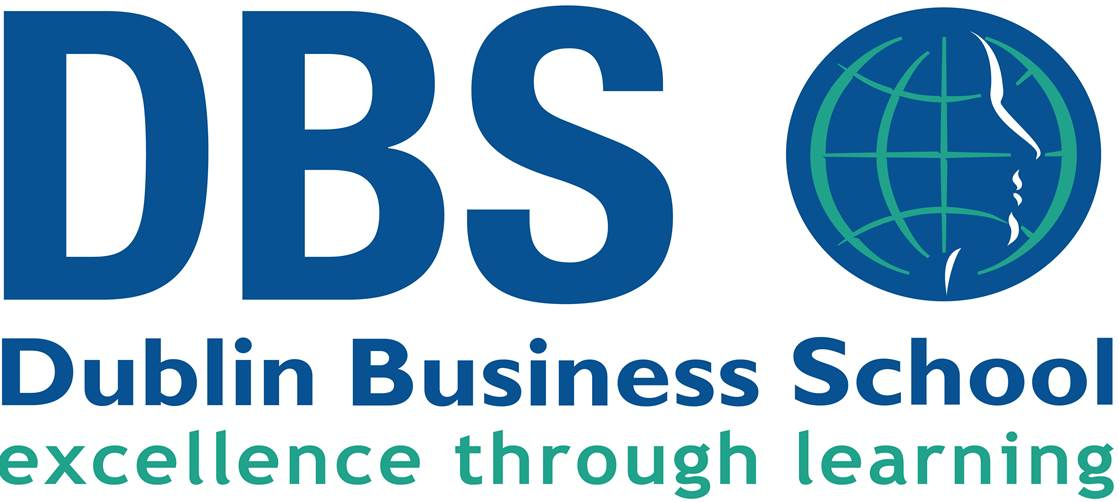 DBS
Dublin Business School
excellence through learning